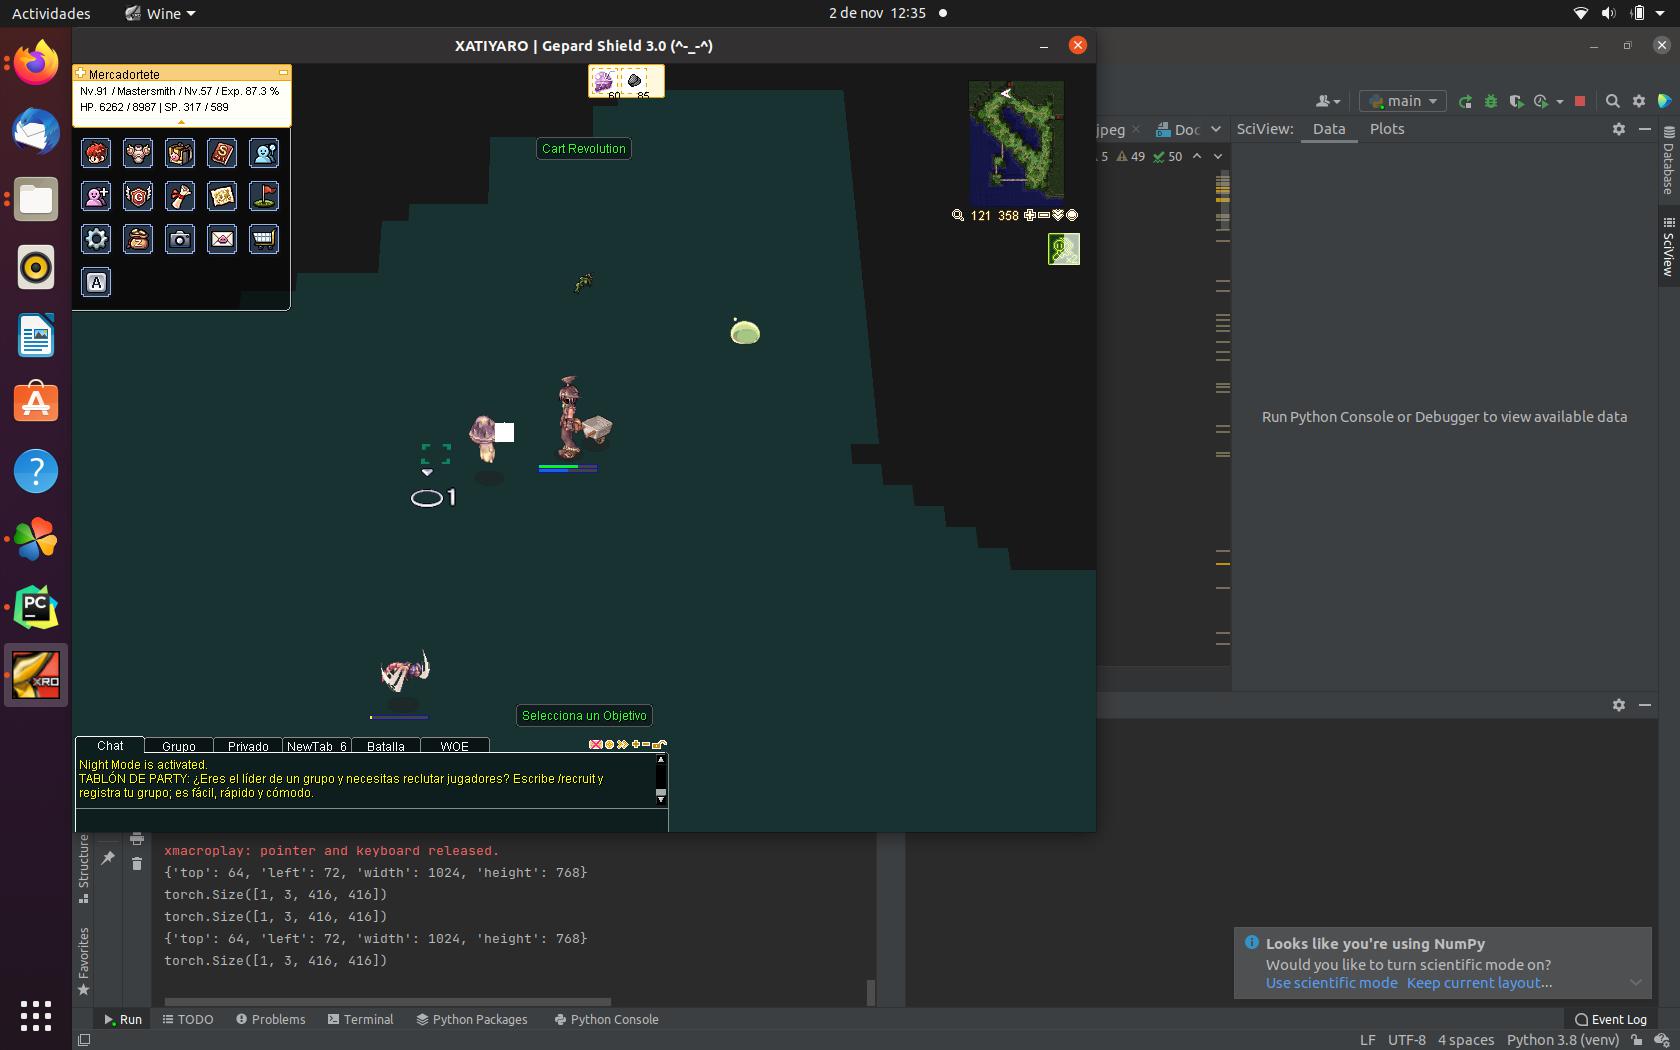 Actividades
Wine
2 de nov 12:35
XATIYARO | Gepard Shield 3.0 (^-_-^)
Mercadortete
Nv.91 / Mastersmith / Nv.57 / Exp. 87.3 %
HP. 6262 / 8987 | SP. 317 / 589
60 85
Cart Revolution
121 358
S
G
Z
A
x2
1
Selecciona un Objetivo
Chat Grupo Privado NewTab_6 Batalla WOE
Night Mode is activated.
TABLÓN DE PARTY: ¿Eres el líder de un grupo y necesitas reclutar jugadores? Escribe /recruit y
registra tu grupo; es fácil, rápido y cómodo.
main
jpeg
Doc
SciView: Data Plots
5 49 50
Database
SciView
Run Python Console or Debugger to view available data
PC
XRO
Structure
Favorites
xmacroplay: pointer and keyboard released.
{'top': 64, 'left': 72, 'width': 1024, 'height': 768}
torch.Size([1, 3, 416, 416])
torch.Size([1, 3, 416, 416])
{'top': 64, 'left': 72, 'width': 1024, 'height': 768}
torch.Size([1, 3, 416, 416])
Looks like you're using NumPy
Would you like to turn scientific mode on?
Use scientific mode Keep current layout...
Run TODO Problems Terminal Python Packages Python Console Event Log
LF UTF-8 4 spaces Python 3.8 (venv)